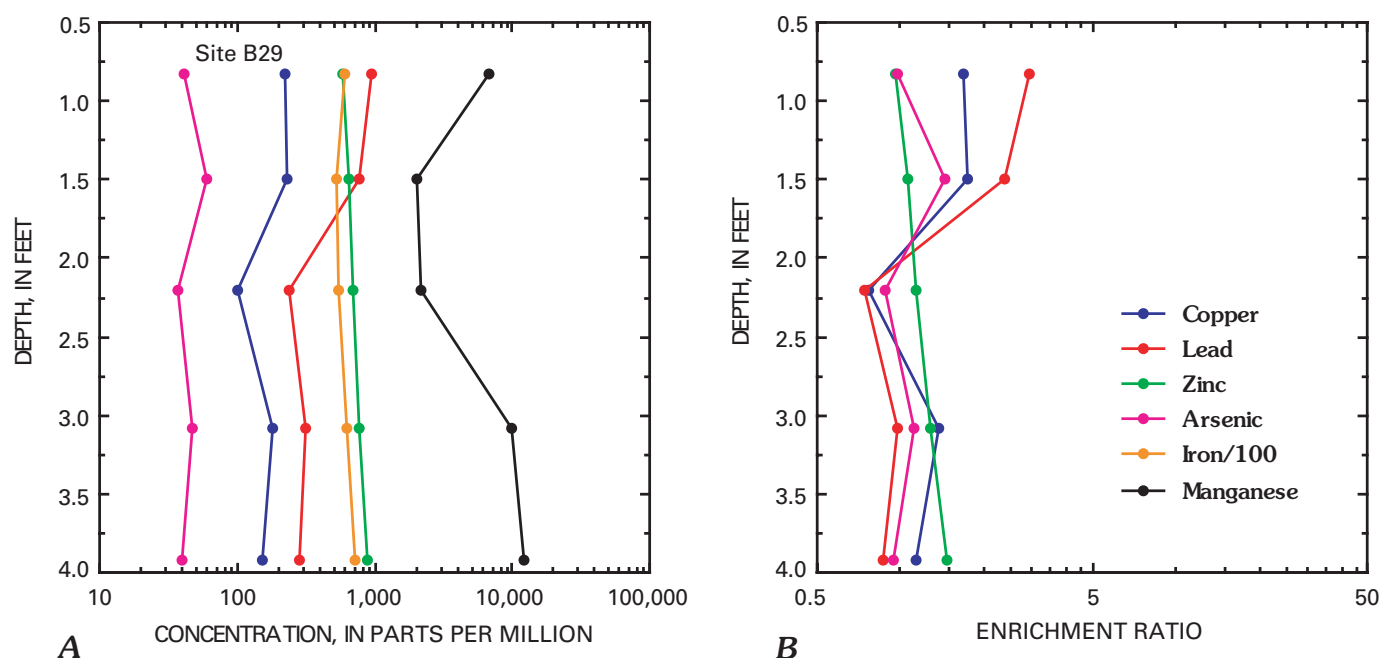 Site B29
0.5
1.0
1.5
2.0
2.5
3.0
3.5
4.0
DEPTH, IN FEET
10 100 1,000 10,000 100,000
CONCENTRATION, IN PARTS PER MILLION
A
0.5
1.0
1.5
2.0
2.5
3.0
3.5
4.0
DEPTH, IN FEET
Copper
Lead
Zinc
Arsenic
Iron/100
Manganese
0.5 5 50
ENRICHMENT RATIO
B